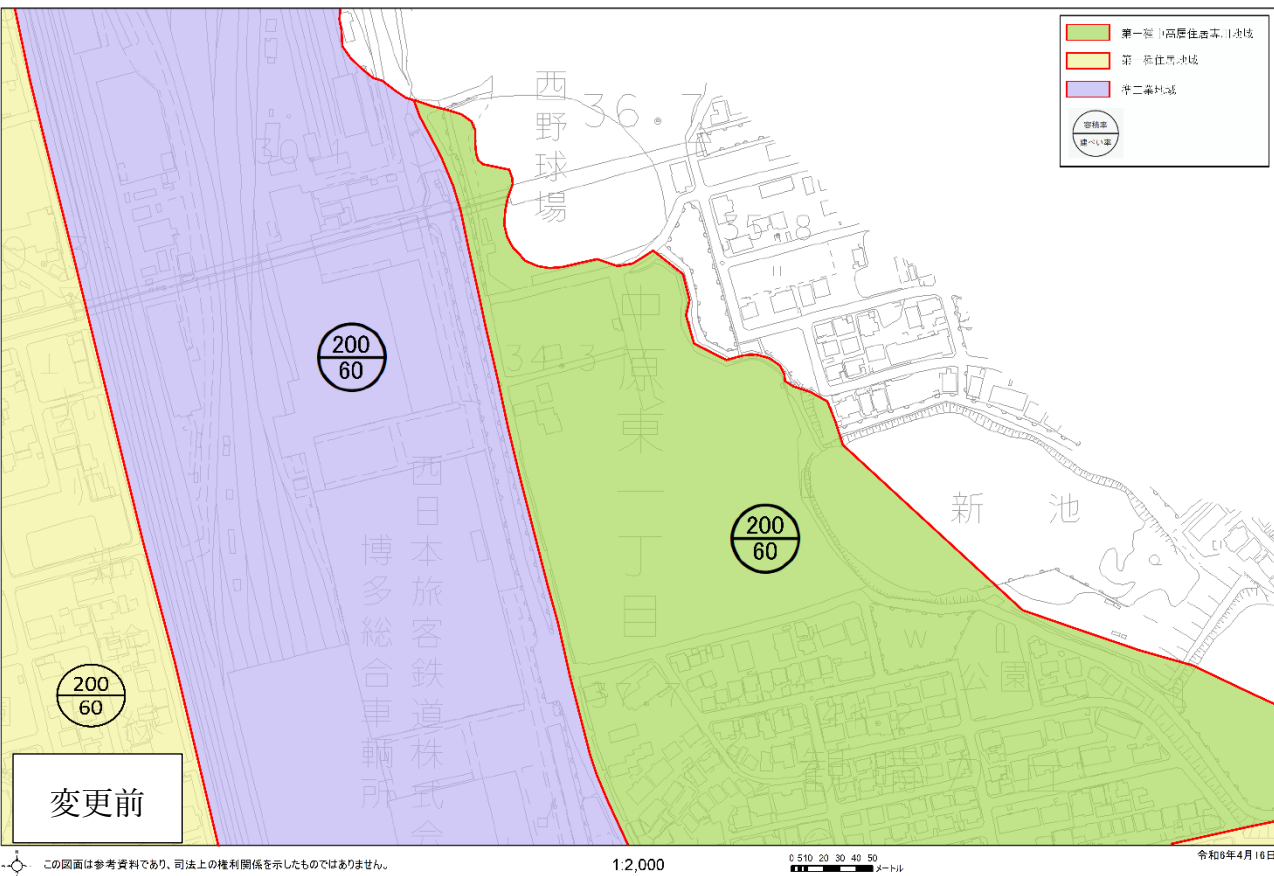 第一種中高層住居専用地域
第一種住居地域
準工業地域
容積率
建ぺい率
西野球場
36.7
30.1
35.8
200
60
34.3
中原東一丁目
新池
西日本旅客鉄道株式会
博多総合車輌所
200
60
W
公園
37.7
200
60
変更前
この図面は参考資料であり、司法上の権利関係を示したものではありません。
1:2,000
0 5 10 20 30 40 50
メートル
令和6年4月16日